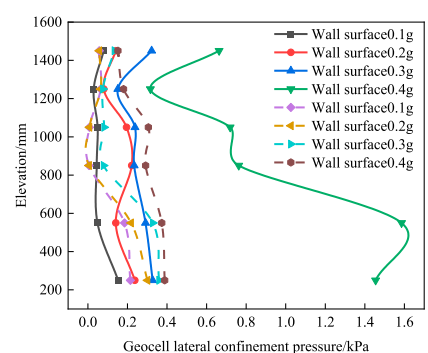 1600
1400
1200
1000
800
600
400
200
Elevation/mm
Wall surface0.1g
Wall surface0.2g
Wall surface0.3g
Wall surface0.4g
Wall surface0.1g
Wall surface0.2g
Wall surface0.3g
Wall surface0.4g
0.0 0.2 0.4 0.6 0.8 1.0 1.2 1.4 1.6
Geocell lateral confinement pressure/kPa